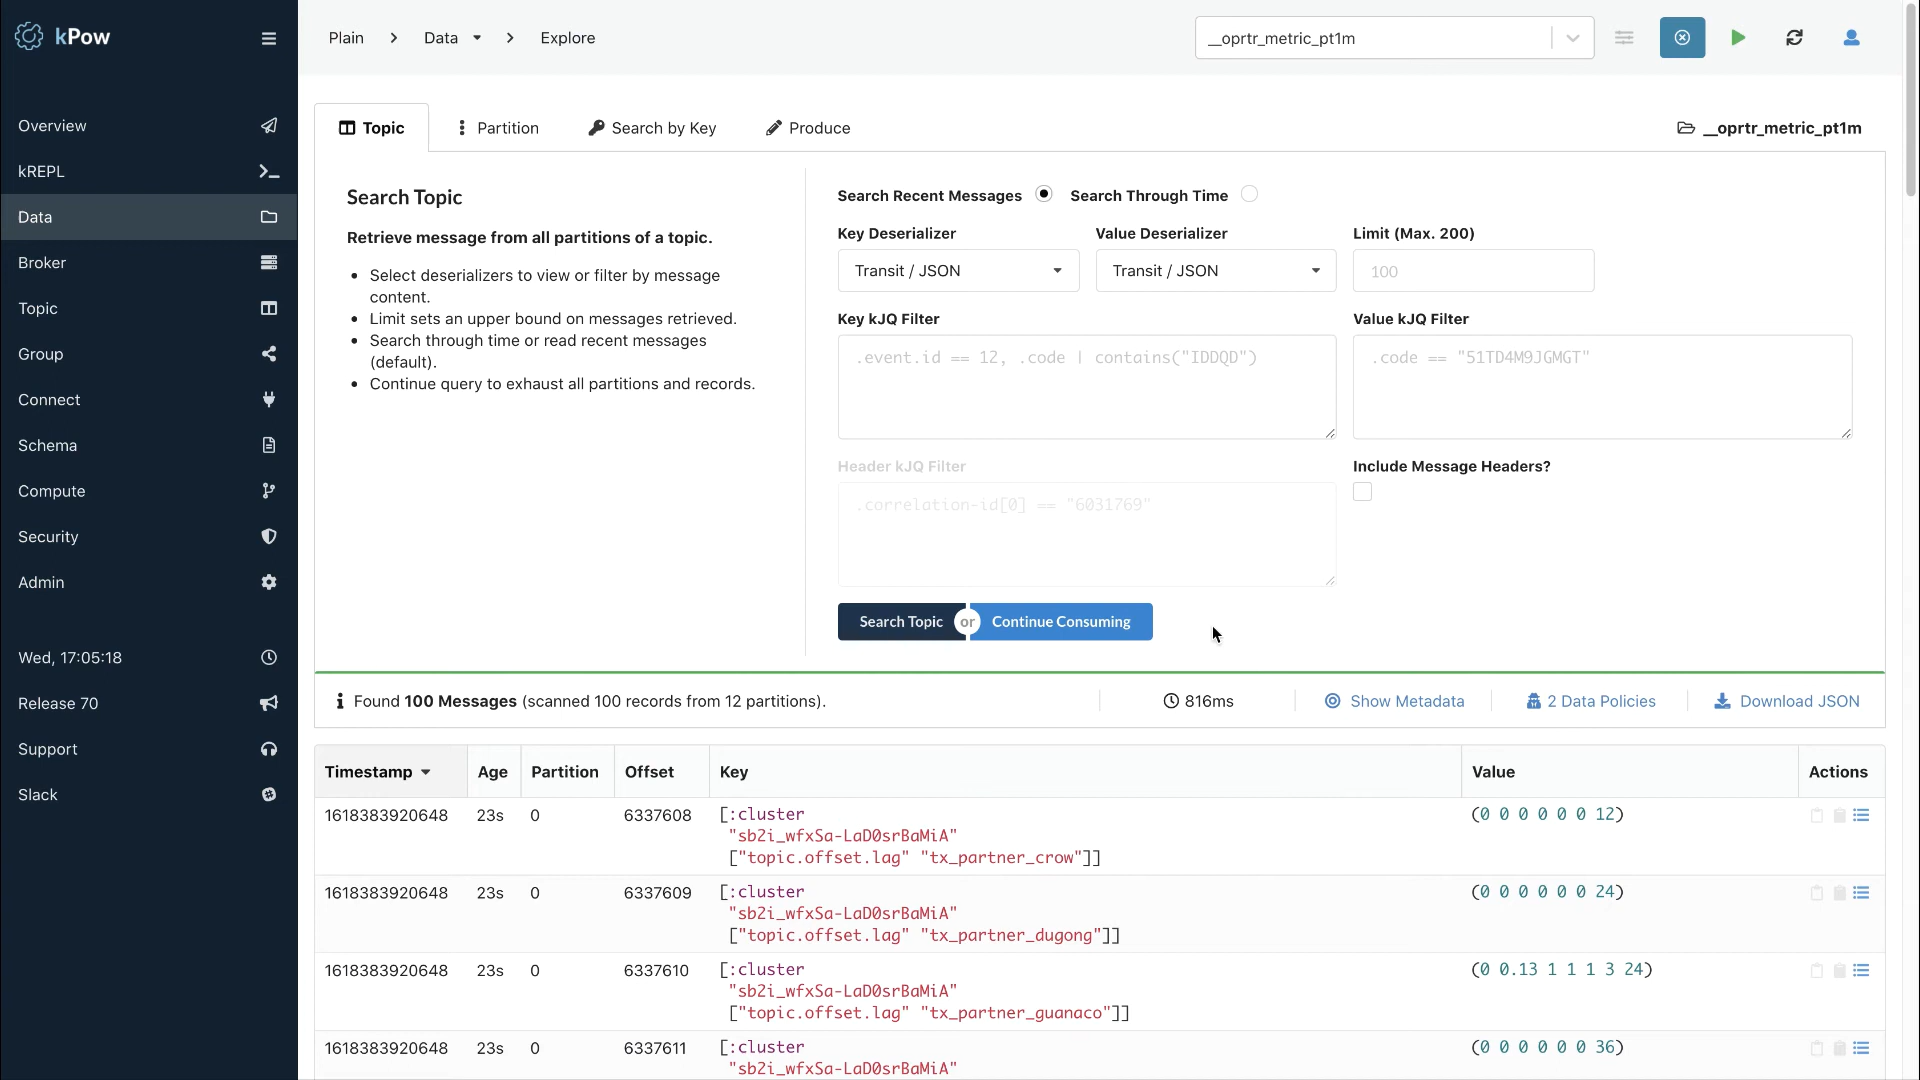 kPow
Plain > Data > Explore
__oprtr_metric_pt1m
Overview
kREPL
Data
Broker
Topic
Group
Connect
Schema
Compute
Security
Admin
Wed, 17:05:18
Release 70
Support
Slack
Topic
Partition
Search by Key
Produce
__oprtr_metric_pt1m
Search Topic
Retrieve message from all partitions of a topic.
Select deserializers to view or filter by message
content.
Limit sets an upper bound on messages retrieved.
Search through time or read recent messages
(default).
Continue query to exhaust all partitions and records.
Search Recent Messages
Search Through Time
Key Deserializer
Value Deserializer
Limit (Max. 200)
Transit / JSON
Transit / JSON
100
Key kJQ Filter
Value kJQ Filter
.event.id == 12, .code | contains("IDDQD")
.code == "51TD4M9JGMGT"
Header kJQ Filter
Include Message Headers?
.correlation-id[0] == "6031769"
Search Topic or Continue Consuming
Found 100 Messages (scanned 100 records from 12 partitions).
816ms
Show Metadata
2 Data Policies
Download JSON
Timestamp Age Partition Offset Key Value Actions
1618383920648 23s 0 6337608 [:cluster (0 0 0 0 0 0 12)
"sb2i_wfxSa-LaD0srBaMiA"
["topic.offset.lag" "tx_partner_crow"]]
1618383920648 23s 0 6337609 [:cluster (0 0 0 0 0 0 24)
"sb2i_wfxSa-LaD0srBaMiA"
["topic.offset.lag" "tx_partner_dugong"]]
1618383920648 23s 0 6337610 [:cluster (0 0.13 1 1 1 3 24)
"sb2i_wfxSa-LaD0srBaMiA"
["topic.offset.lag" "tx_partner_guanaco"]]
1618383920648 23s 0 6337611 [:cluster (0 0 0 0 0 0 36)
"sb2i_wfxSa-LaD0srBaMiA"